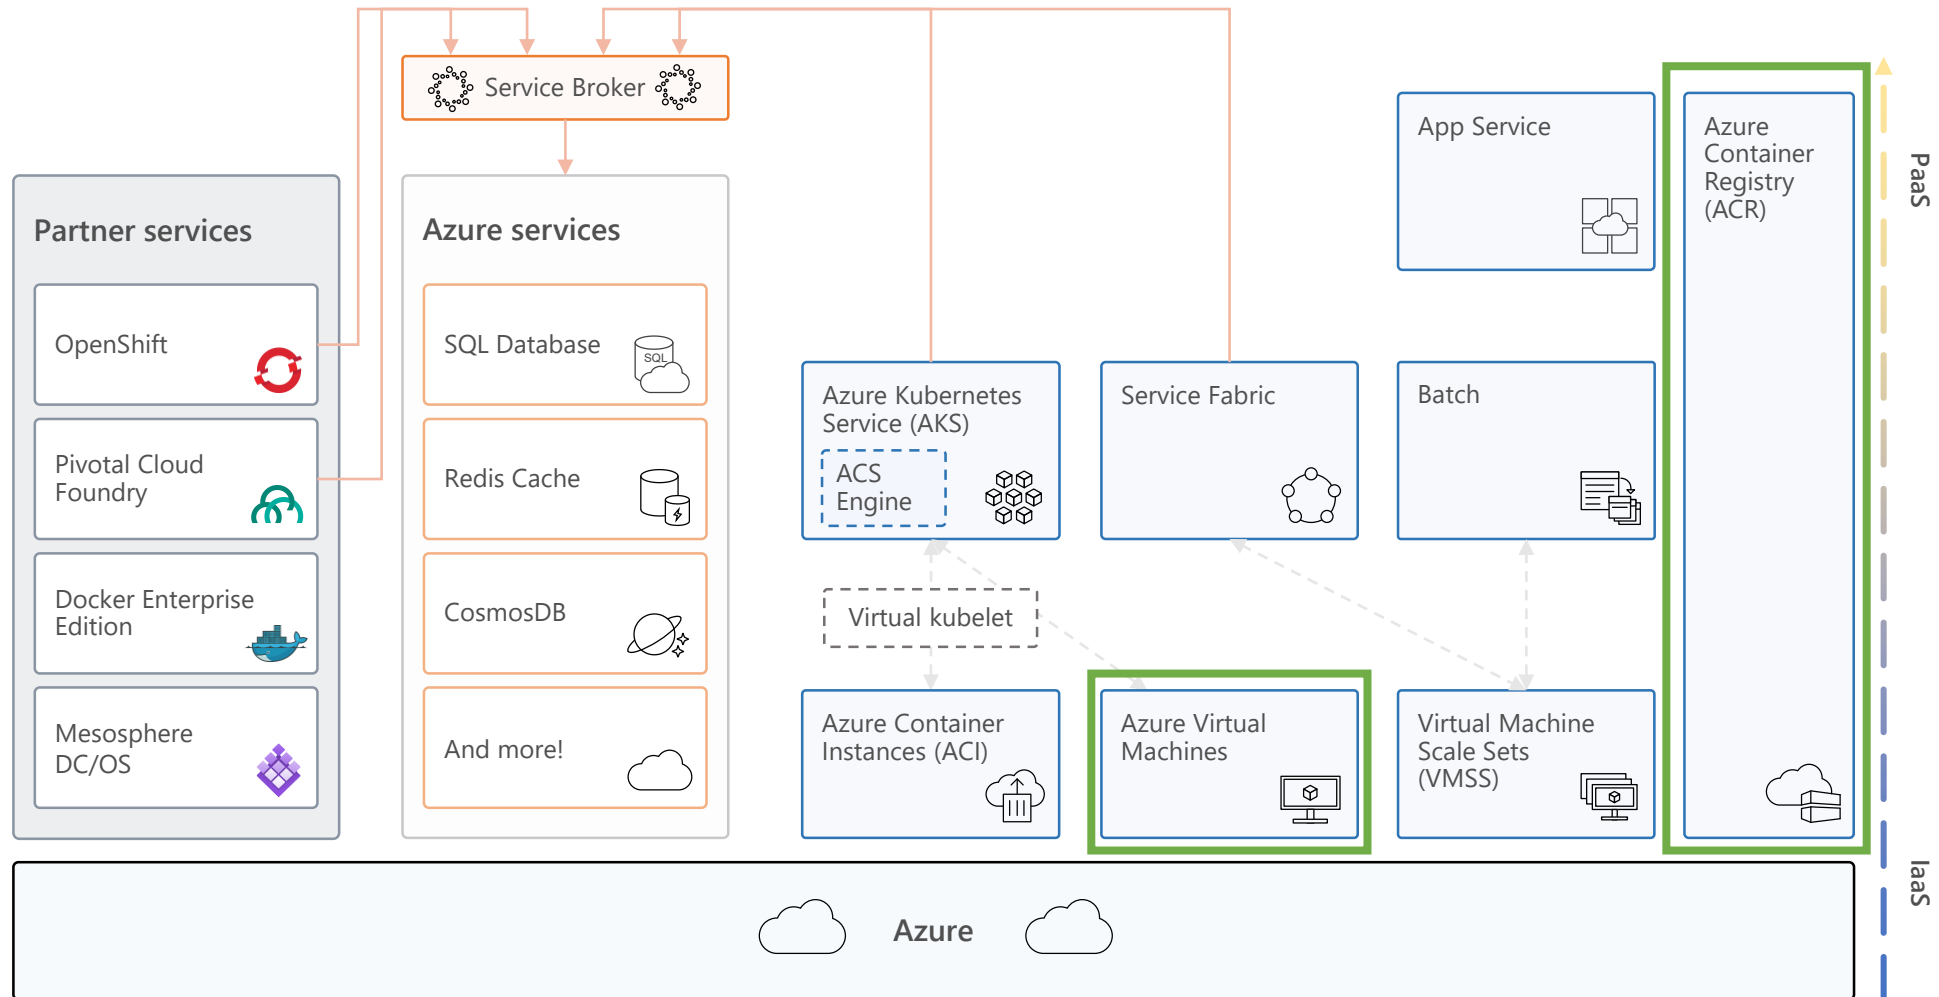 Service Broker
App Service
Azure
Container
Registry
(ACR)
PaaS
Partner services
Azure services
OpenShift
SQL Database
SQL
Azure Kubernetes
Service (AKS)
ACS
Engine
Service Fabric
Batch
Pivotal Cloud
Foundry
Redis Cache
Docker Enterprise
Edition
CosmosDB
Virtual kubelet
Mesosphere
DC/OS
And more!
Azure Container
Instances (ACI)
Azure Virtual
Machines
Virtual Machine
Scale Sets
(VMSS)
IaaS
Azure